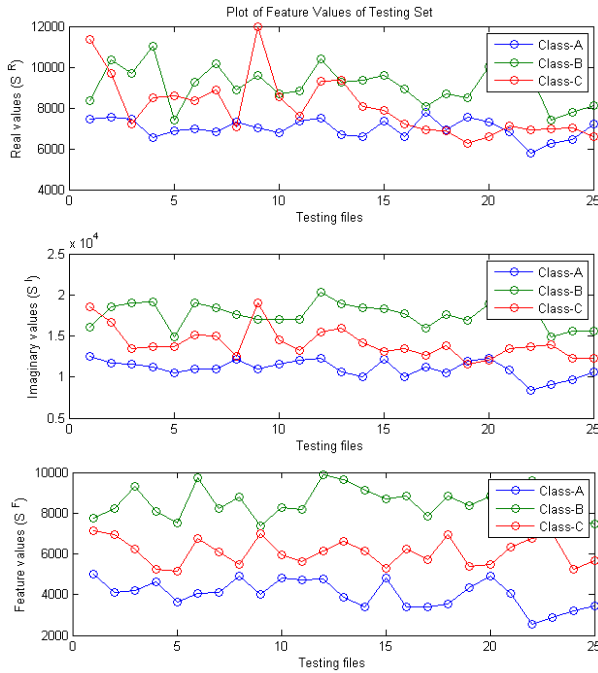 Plot of Feature Values of Testing Set
12000
10000
8000
6000
4000
Real values (S R)
Class-A
Class-B
Class-C
0 5 10 15 20 25
Testing files
x 10 4
2.5
2
1.5
1
0.5
Imaginary values (S I)
Class-A
Class-B
Class-C
0 5 10 15 20 25
Testing files
10000
8000
6000
4000
2000
Feature values (S F)
Class-A
Class-B
Class-C
0 5 10 15 20 25
Testing files